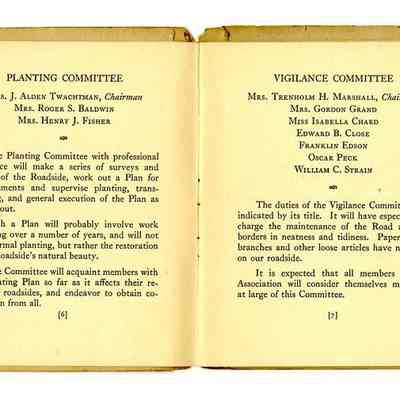 PLANTING COMMITTEE
s. J. Alden Twachtman, Chairman
Mrs. Roger S. Baldwin
Mrs. Henry J. Fisher
e Planting Committee with professional
ce will make a series of surveys and
of the Roadside, work out a Plan for
ments and supervise planting, trans-
g, and general execution of the Plan as
out.
h a Plan will probably involve work
ng over a number of years, and will not
rmal planting, but rather the restoration
oadside's natural beauty.
e Committee will acquaint members with
ting Plan so far as it affects their re-
roadsides, and endeavor to obtain co-
n from all.
[6]
VIGILANCE COMMITTEE
Mrs. Trenholm H. Marshall, Chai
Mrs. Gordon Grand
Miss Isabella Chard
Edward B. Close
Franklin Edson
Oscar Peck
William C. Strain
The duties of the Vigilance Commit
indicated by its title. It will have espec
charge the maintenance of the Road a
borders in neatness and tidiness. Paper
branches and other loose articles have n
on our roadside.
It is expected that all members
Association will consider themselves m
at large of this Committee.
[7]